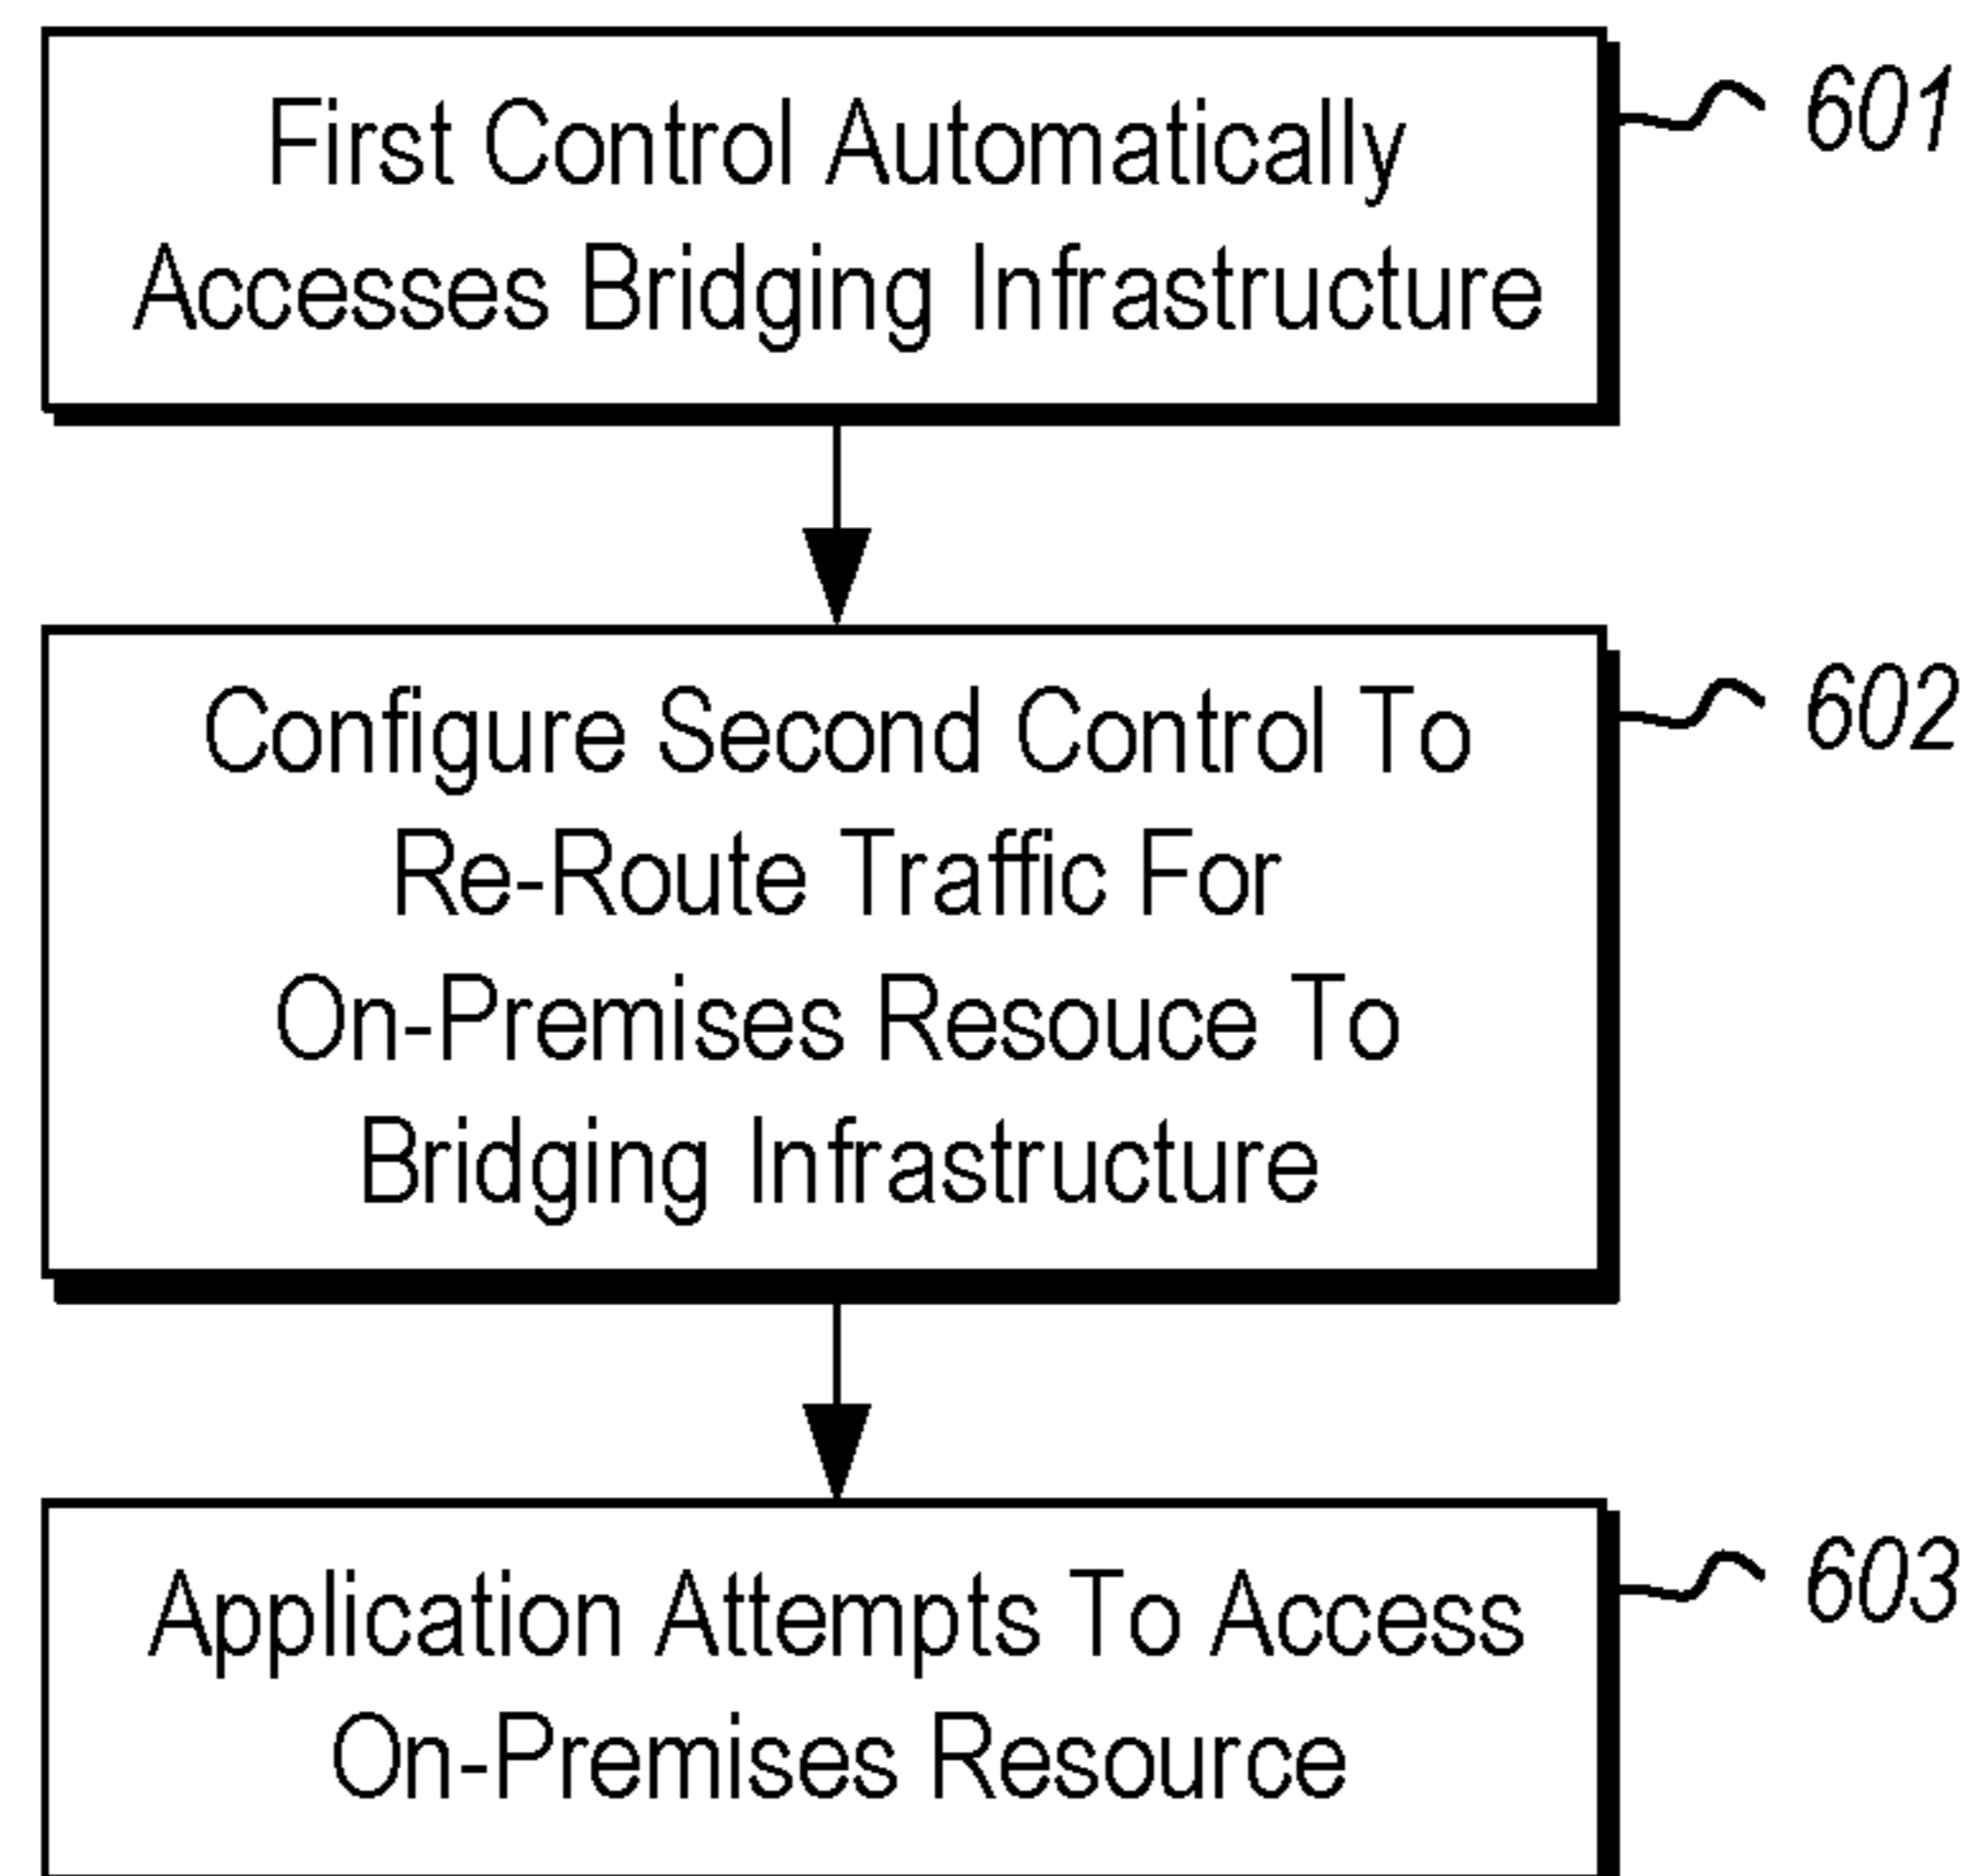 First Control Automatically
Accesses Bridging Infrastructure
601
Configure Second Control To
Re-Route Traffic For
On-Premises Resouce To
Bridging Infrastructure
602
Application Attempts To Access
On-Premises Resource
603